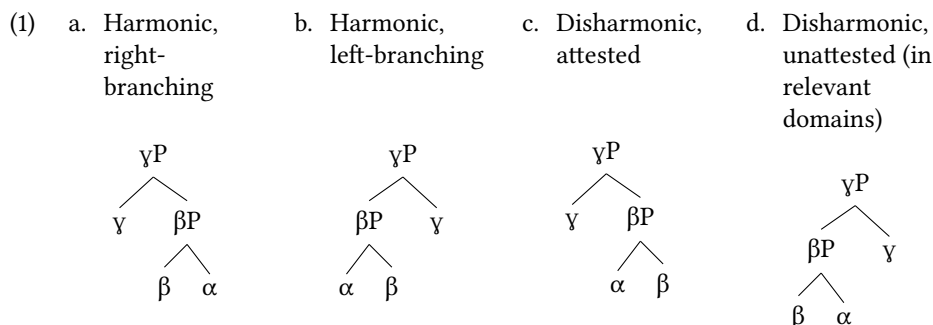 (1) a. Harmonic, right-branching b. Harmonic, left-branching c. Disharmonic, attested d. Disharmonic, unattested (in relevant domains)
ɣP ɣP ɣP
ɣP
ɣ βP βP ɣ ɣ βP
βP ɣ
β α α β α β
β α